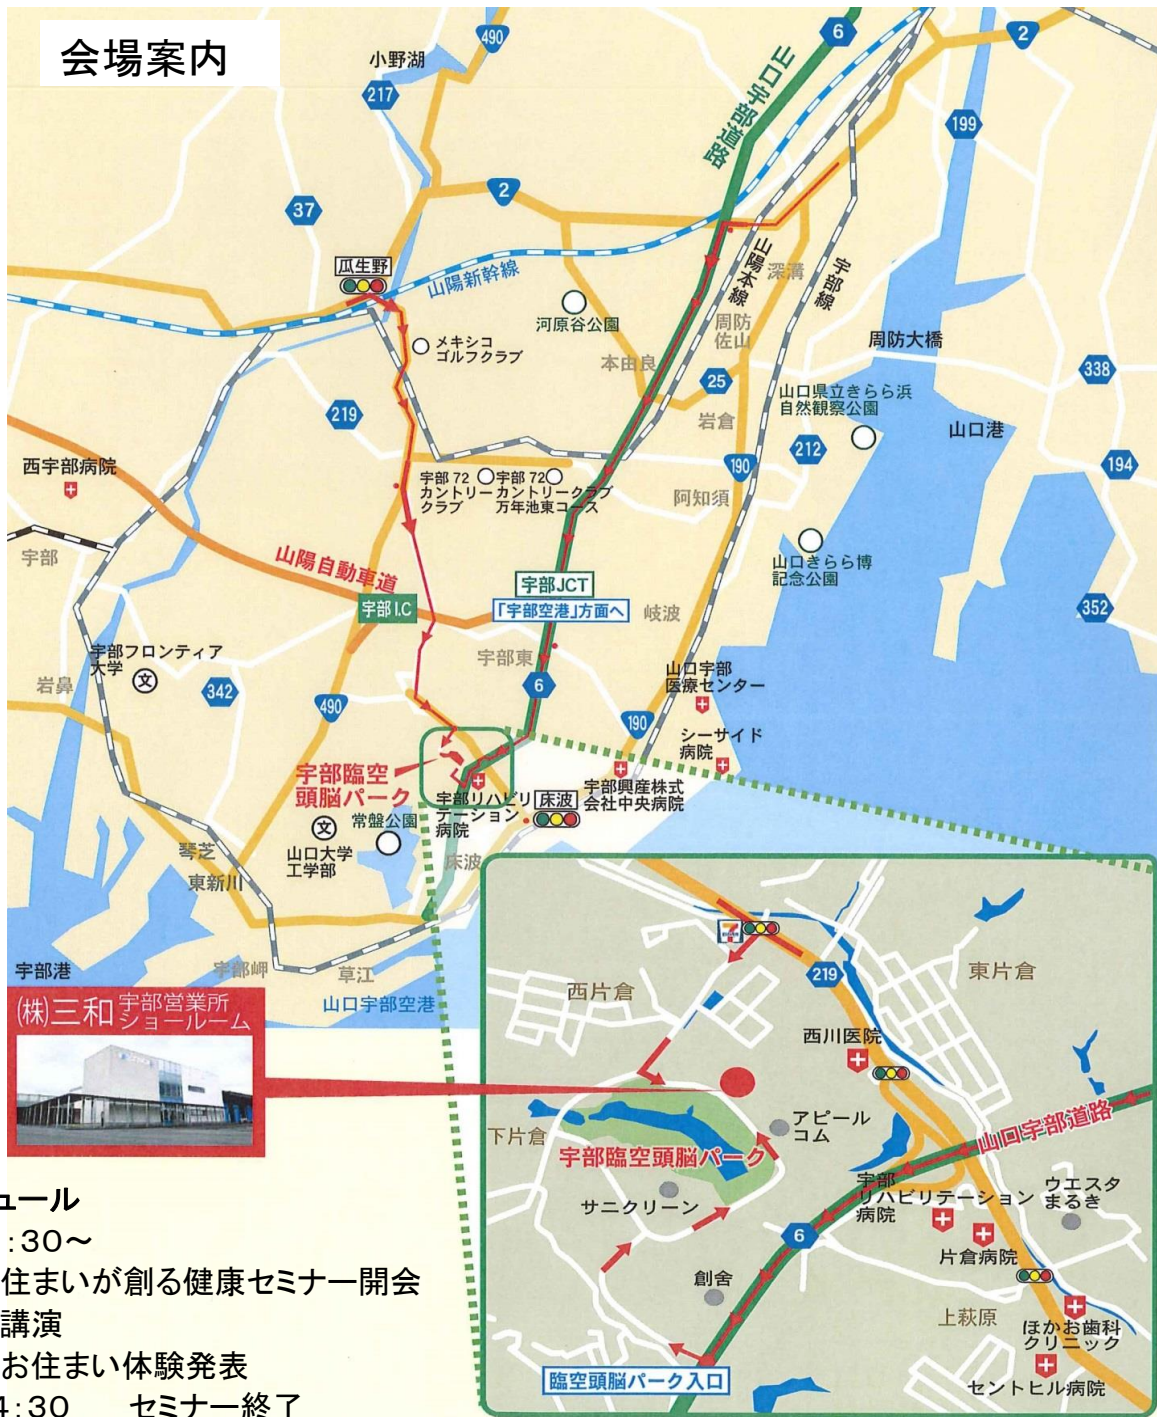 会場案内
490
小野湖
217
6
2
山口宇部道路
199
37
2
瓜生野
山陽新幹線
河原谷公園
山陽本線
深溝
宇部線
周防
佐山
周防大橋
メキシコ
ゴルフクラブ
本由良
25
338
219
岩倉
山口県立きらら浜
自然観察公園
山口港
212
194
西宇部病院
宇部72
カントリー
クラブ
宇部72
カントリークラブ
万年池東コース
190
阿知須
宇部
山陽自動車道
宇部JCT
「宇部空港」方面へ
山口きらら博
記念公園
宇部I.C
岐波
352
宇部フロンティア
大学
文
宇部東
岩鼻
342
490
6
山口宇部
医療センター
190
シーサイド
病院
宇部臨空
頭脳パーク
宇部リハビリ
テーション
病院
床波
宇部興産株式
会社中央病院
文
常盤公園
山口大学
工学部
床波
琴芝
東新川
宇部港
宇部岬
草江
山口宇部空港
(株)三和
宇部営業所
ショールーム
7
219
東片倉
西片倉
西川医院
アピール
コム
山口宇部道路
下片倉
宇部臨空頭脳パーク
サニクリーン
宇部
リハビリテーション
病院
ウエスタ
まるき
6
片倉病院
創舎
上萩原
ほかお歯科
クリニック
臨空頭脳パーク入口
セントヒル病院
ュール
:30～
住まいが創る健康セミナー開会
講演
お住まい体験発表
4:30 セミナー終了